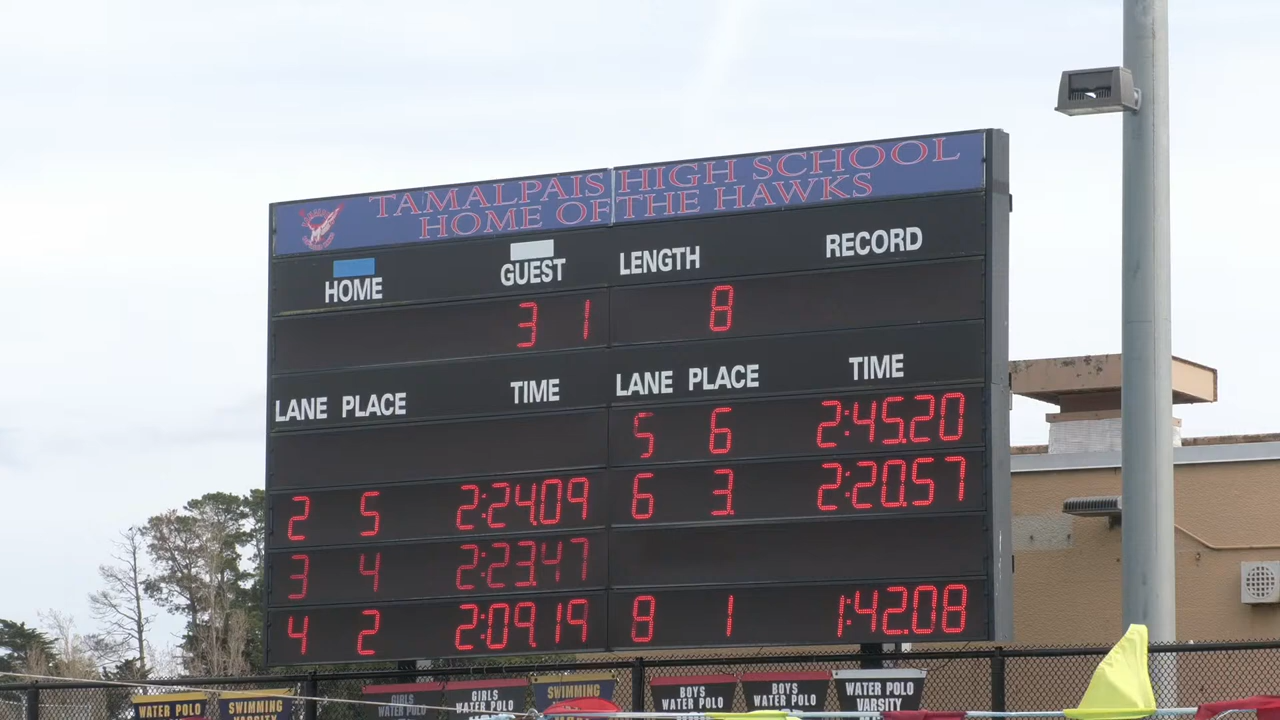 TAMALPAIS HIGH SCHOOL
HOME OF THE HAWKS
HOME GUEST LENGTH RECORD
3 1 8
LANE PLACE TIME LANE PLACE TIME
5 6 2:45.20
2 5 2:24.09 6 3 2:20.57
3 4 2:23.47
4 2 2:09.19 8 1 1:42.08
WATER POLO
SWIMMING
VARSITY
GIRLS
WATER POLO
GIRLS
WATER POLO
SWIMMING
VARSITY
BOYS
WATER POLO
BOYS
WATER POLO
WATER POLO
VARSITY